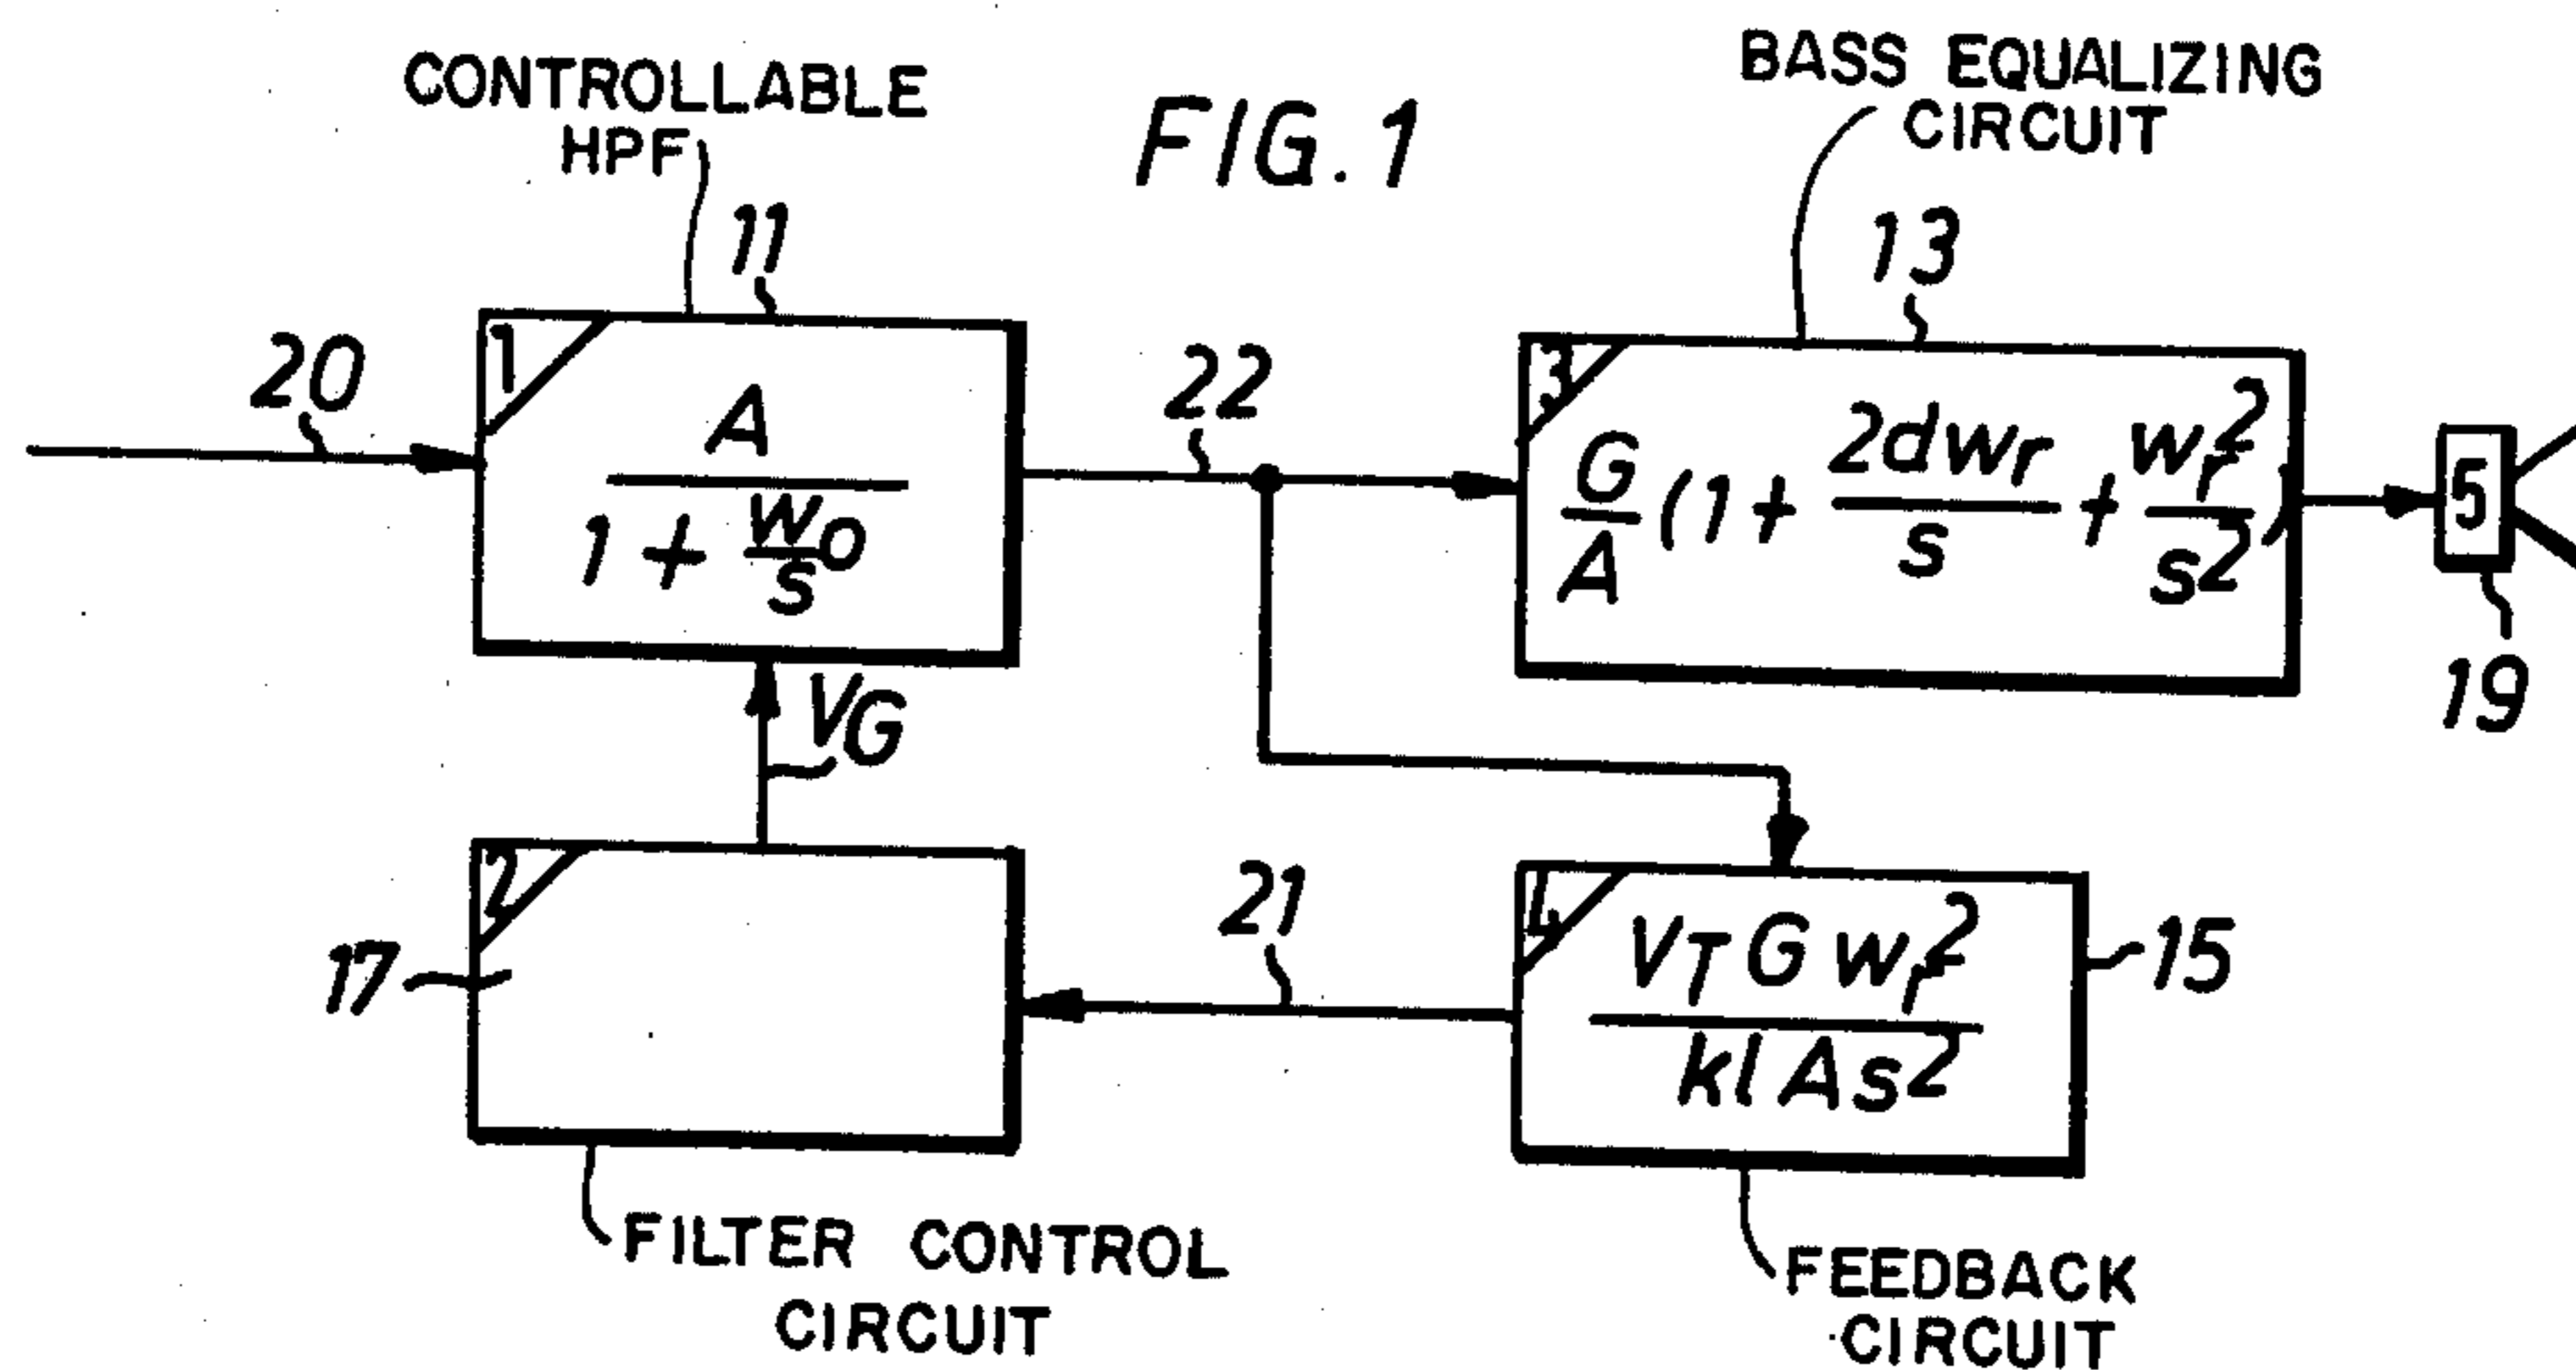 CONTROLLABLE
HPF
FIG. 1
BASS EQUALIZING
CIRCUIT
11
13
20
22
1
A
1 + wo
s
3
G
A
(1 + 2dwr
s
+ wr2
s2
)
5
19
VG
2
17
21
4
VT G wr2
kl As2
15
FILTER CONTROL
CIRCUIT
FEEDBACK
CIRCUIT